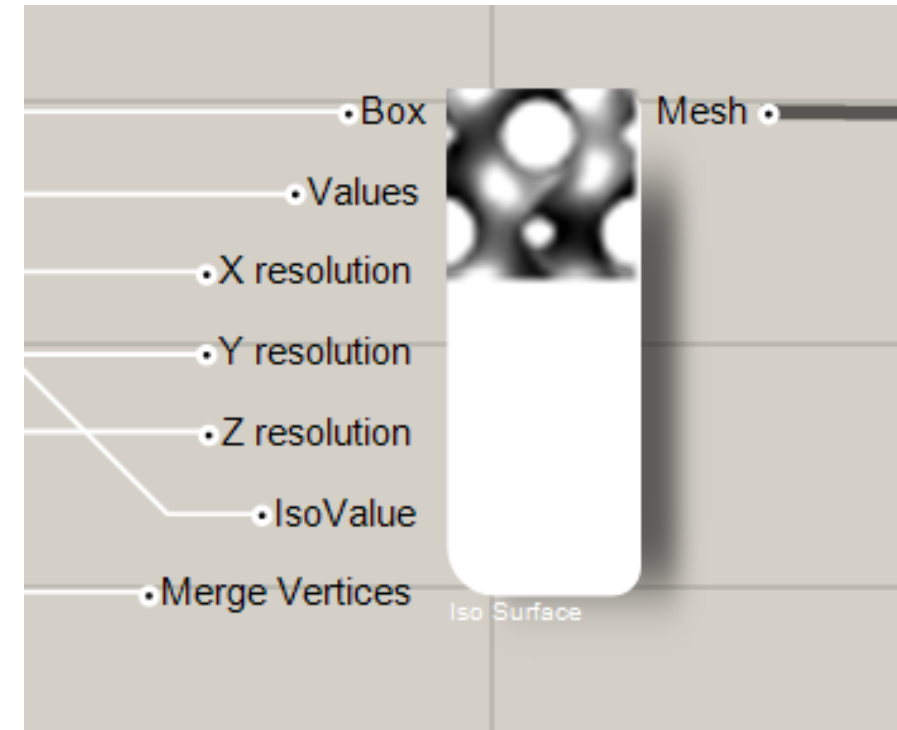 Box
Mesh
Values
X resolution
Y resolution
Z resolution
IsoValue
Merge Vertices
Iso Surface